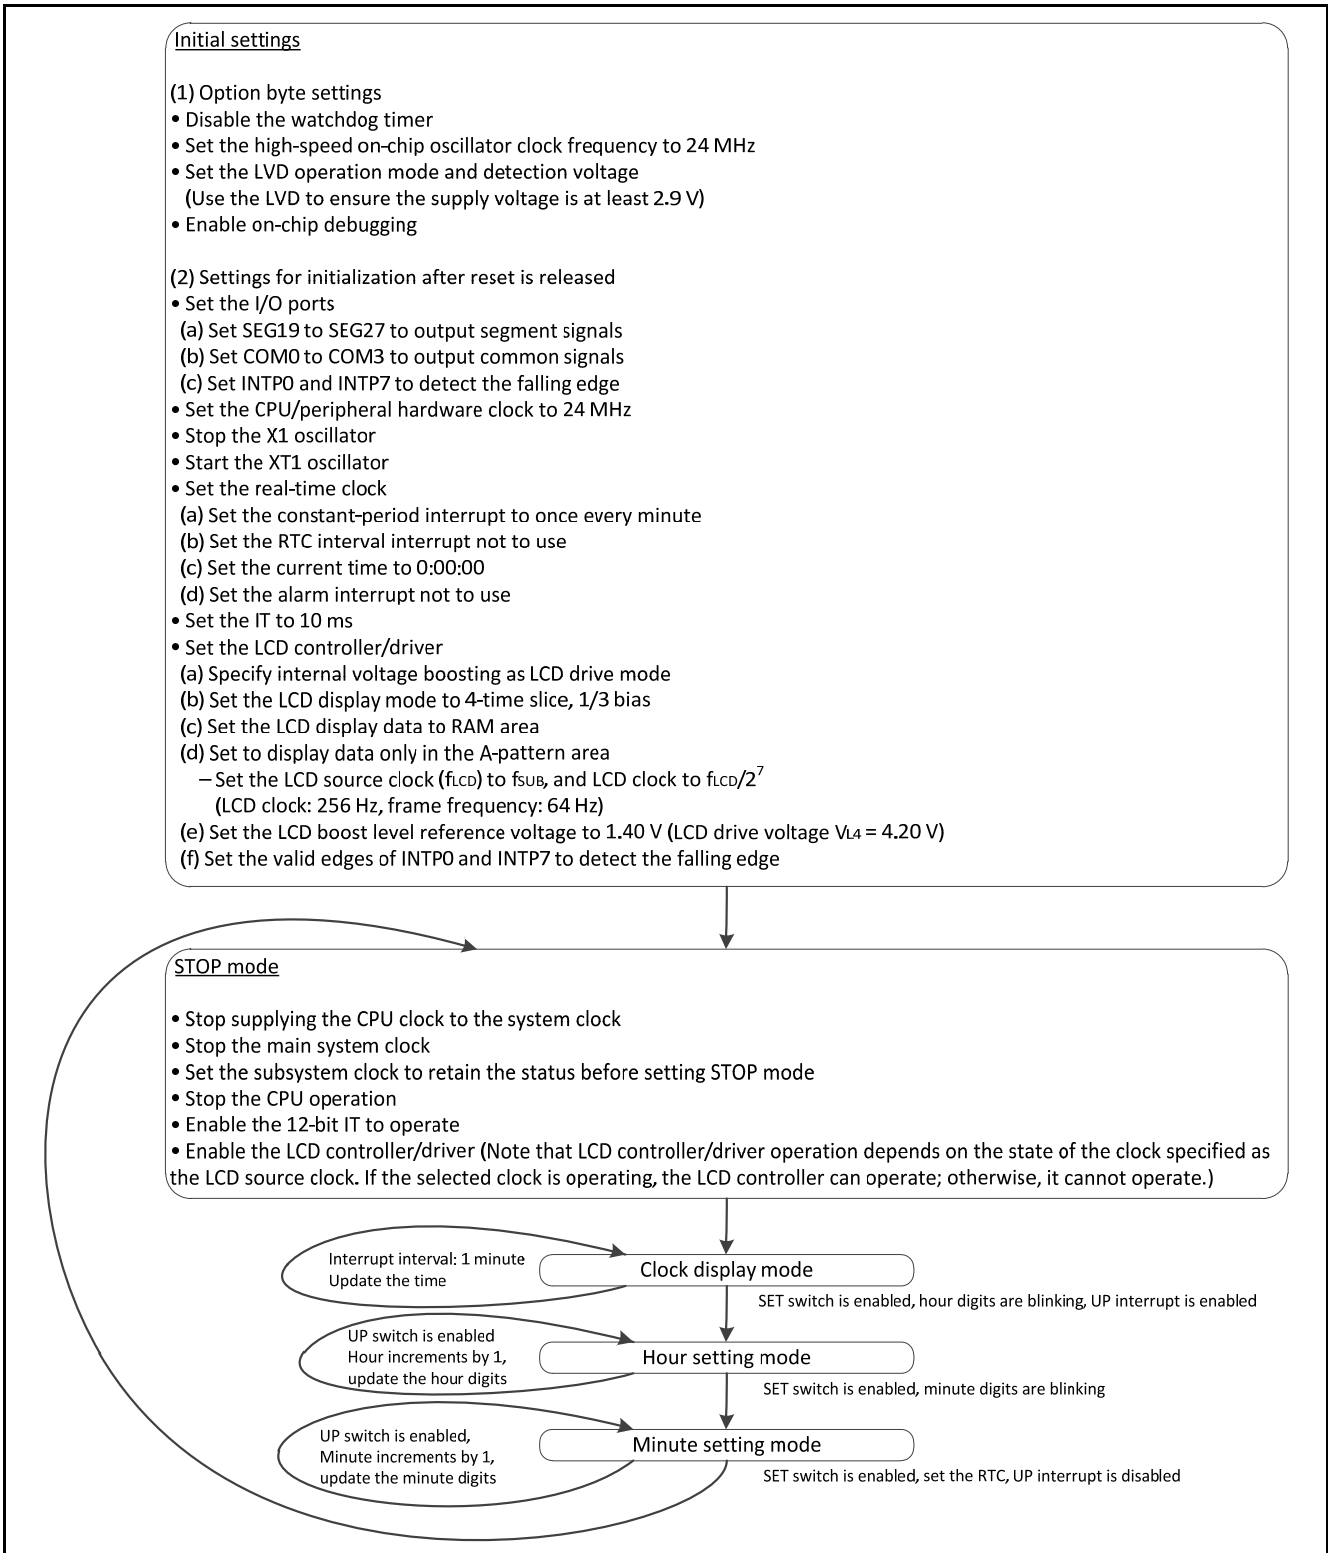 Initial settings
(1) Option byte settings
• Disable the watchdog timer
• Set the high-speed on-chip oscillator clock frequency to 24 MHz
• Set the LVD operation mode and detection voltage
(Use the LVD to ensure the supply voltage is at least 2.9 V)
• Enable on-chip debugging
(2) Settings for initialization after reset is released
• Set the I/O ports
(a) Set SEG19 to SEG27 to output segment signals
(b) Set COM0 to COM3 to output common signals
(c) Set INTP0 and INTP7 to detect the falling edge
• Set the CPU/peripheral hardware clock to 24 MHz
• Stop the X1 oscillator
• Start the XT1 oscillator
• Set the real-time clock
(a) Set the constant-period interrupt to once every minute
(b) Set the RTC interval interrupt not to use
(c) Set the current time to 0:00:00
(d) Set the alarm interrupt not to use
• Set the IT to 10 ms
• Set the LCD controller/driver
(a) Specify internal voltage boosting as LCD drive mode
(b) Set the LCD display mode to 4-time slice, 1/3 bias
(c) Set the LCD display data to RAM area
(d) Set to display data only in the A-pattern area
– Set the LCD source clock (fLCD) to fSUB, and LCD clock to fLCD/2^7
(LCD clock: 256 Hz, frame frequency: 64 Hz)
(e) Set the LCD boost level reference voltage to 1.40 V (LCD drive voltage VL4 = 4.20 V)
(f) Set the valid edges of INTP0 and INTP7 to detect the falling edge
STOP mode
• Stop supplying the CPU clock to the system clock
• Stop the main system clock
• Set the subsystem clock to retain the status before setting STOP mode
• Stop the CPU operation
• Enable the 12-bit IT to operate
• Enable the LCD controller/driver (Note that LCD controller/driver operation depends on the state of the clock specified as
the LCD source clock. If the selected clock is operating, the LCD controller can operate; otherwise, it cannot operate.)
Interrupt interval: 1 minute
Update the time
Clock display mode
SET switch is enabled, hour digits are blinking, UP interrupt is enabled
UP switch is enabled
Hour increments by 1,
update the hour digits
Hour setting mode
SET switch is enabled, minute digits are blinking
UP switch is enabled,
Minute increments by 1,
update the minute digits
Minute setting mode
SET switch is enabled, set the RTC, UP interrupt is disabled